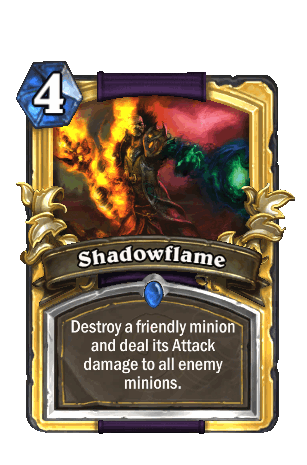 4
Shadowflame
Destroy a friendly minion
and deal its Attack
damage to all enemy
minions.